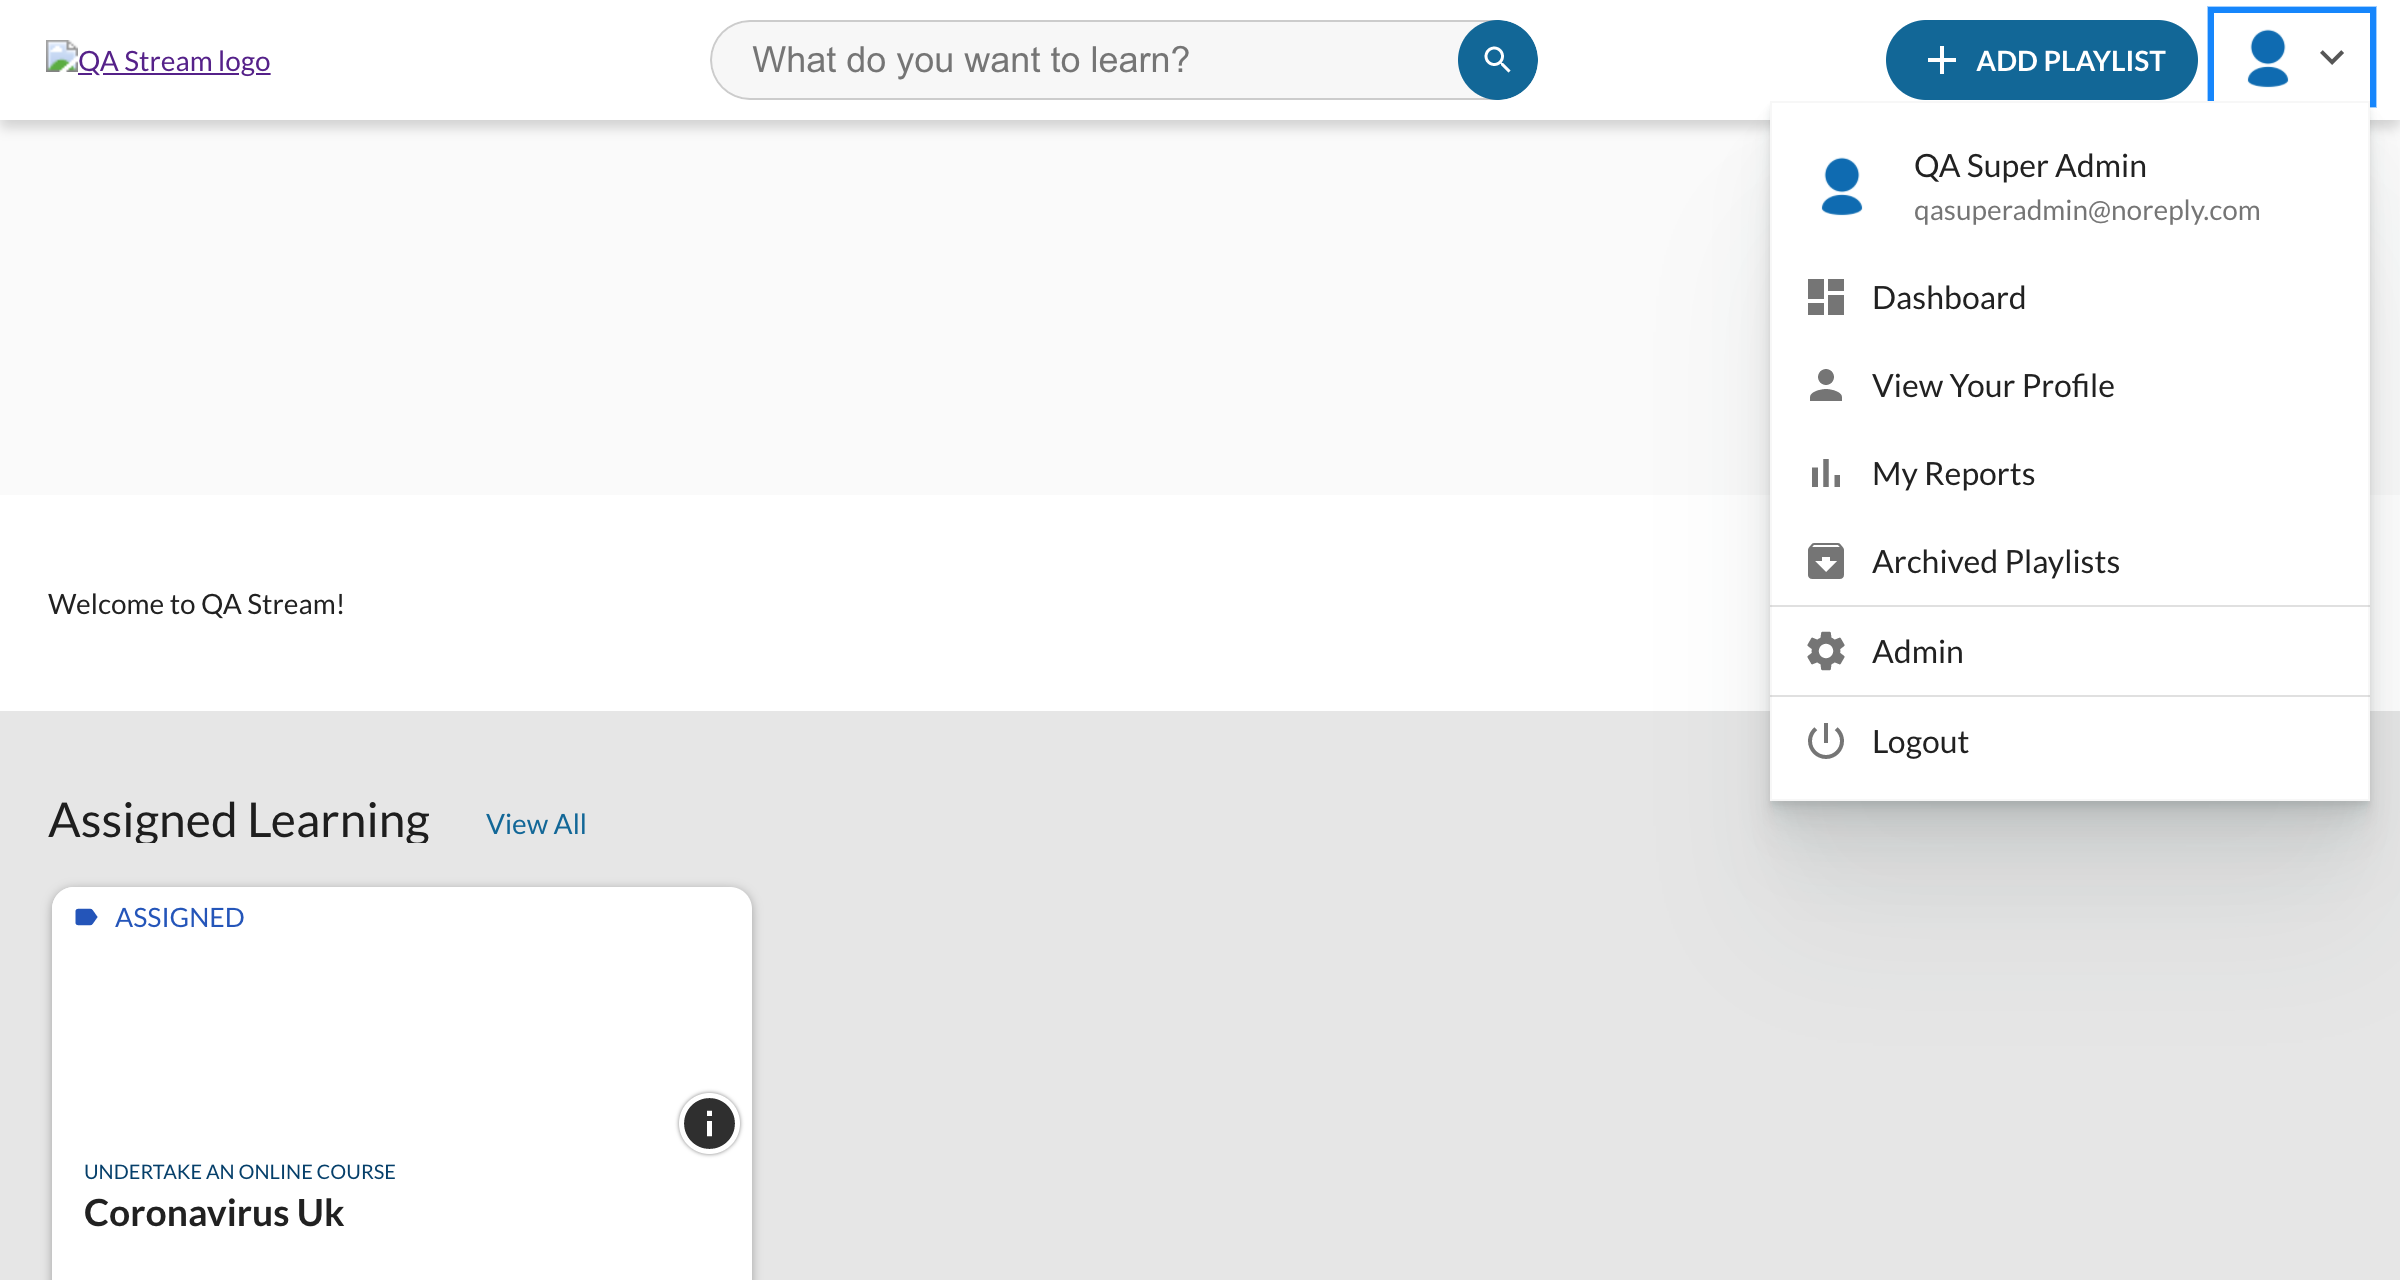 QA Stream logo
What do you want to learn?
ADD PLAYLIST
QA Super Admin
qasuperadmin@noreply.com
Dashboard
View Your Profile
My Reports
Archived Playlists
Admin
Logout
Welcome to QA Stream!
Assigned Learning View All
ASSIGNED
UNDERTAKE AN ONLINE COURSE
Coronavirus Uk